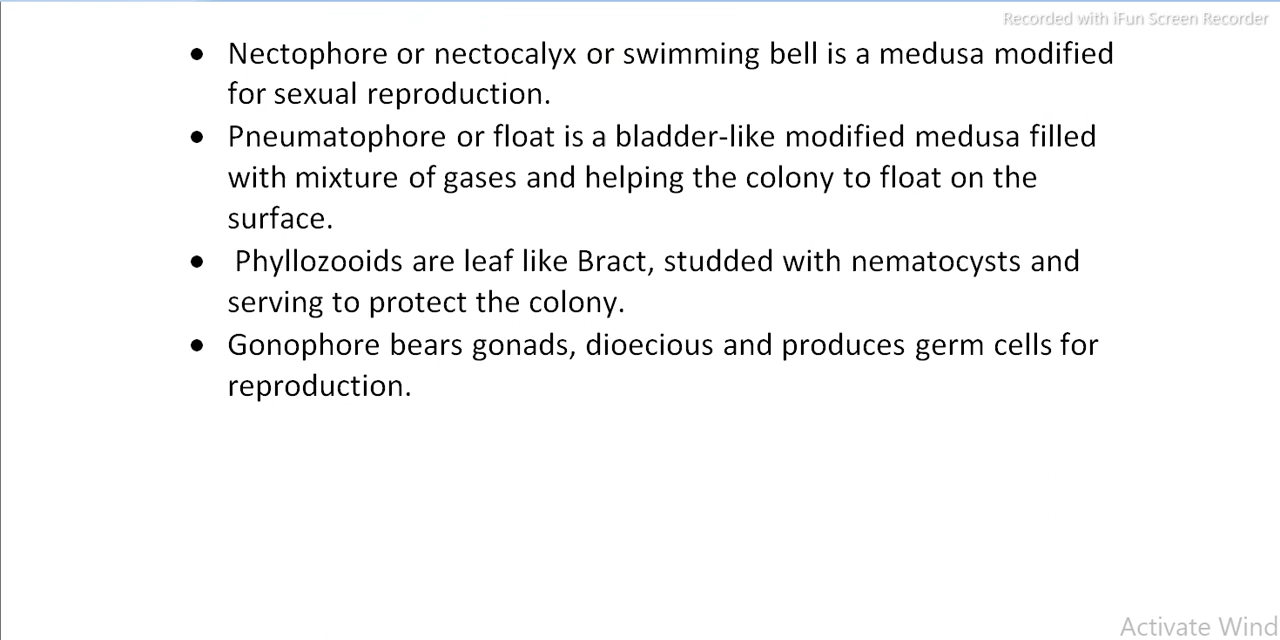 Recorded with iFun Screen Recorder
• Nectophore or nectocalyx or swimming bell is a medusa modified
for sexual reproduction.
• Pneumatophore or float is a bladder-like modified medusa filled
with mixture of gases and helping the colony to float on the
surface.
• Phyllozooids are leaf like Bract, studded with nematocysts and
serving to protect the colony.
• Gonophore bears gonads, dioecious and produces germ cells for
reproduction.
Activate Wind